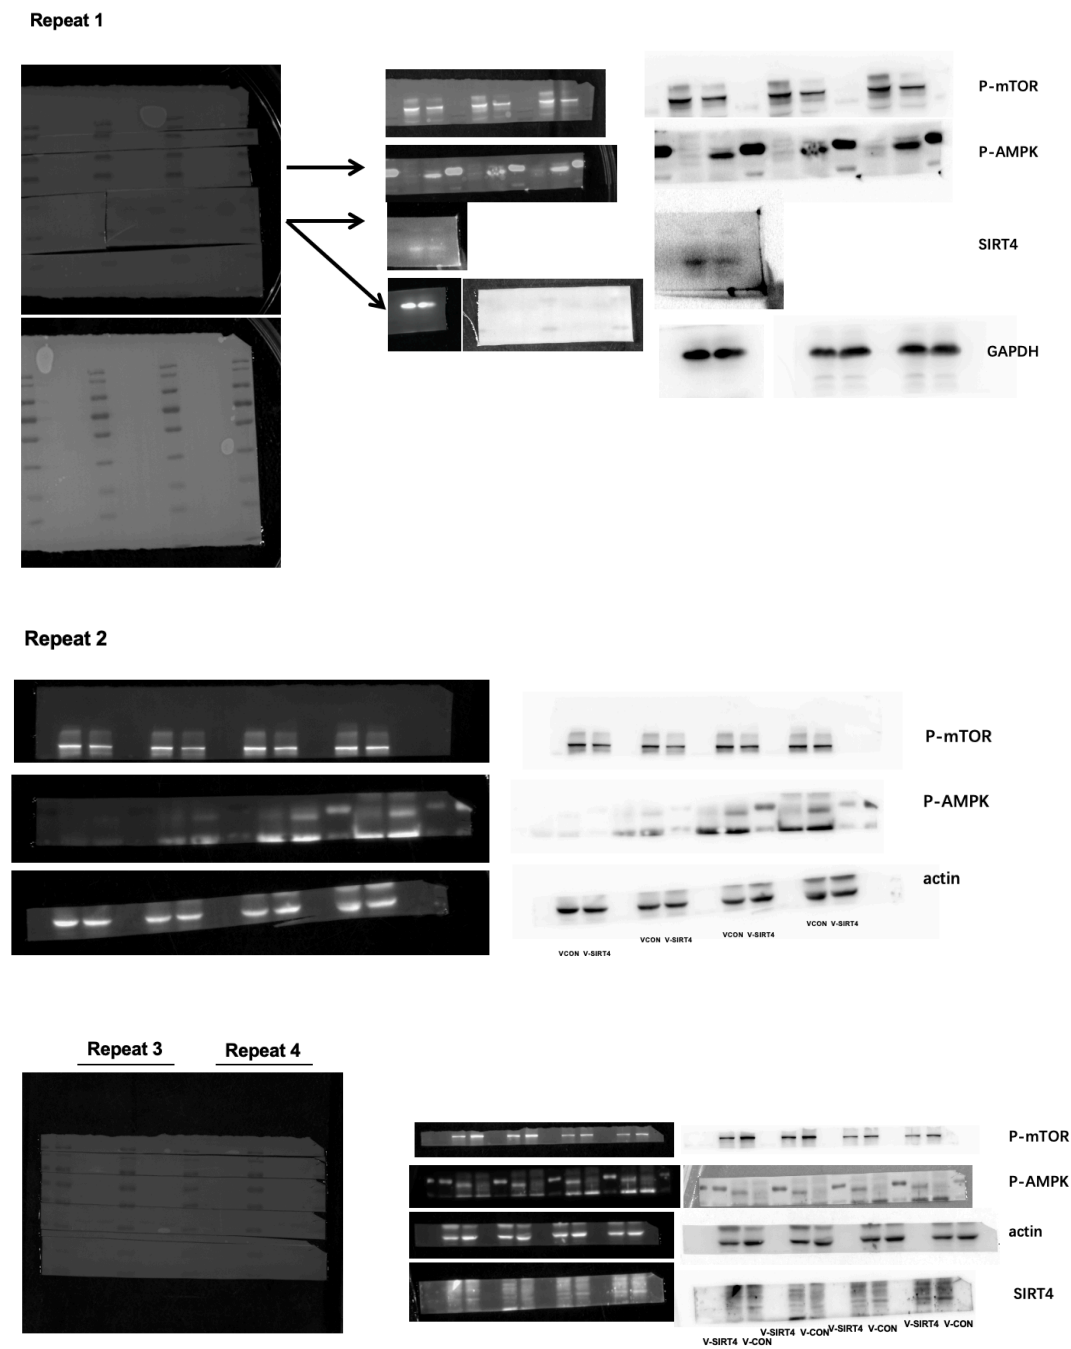 Repeat 1
P-mTOR
P-AMPK
SIRT4
GAPDH
Repeat 2
P-mTOR
P-AMPK
actin
VCON V-SIRT4
VCON V-SIRT4
VCON V-SIRT4
VCON V-SIRT4
Repeat 3
Repeat 4
P-mTOR
P-AMPK
actin
SIRT4
V-SIRT4 V-CON
V-SIRT4 V-CON
V-SIRT4 V-CON
V-SIRT4 V-CON